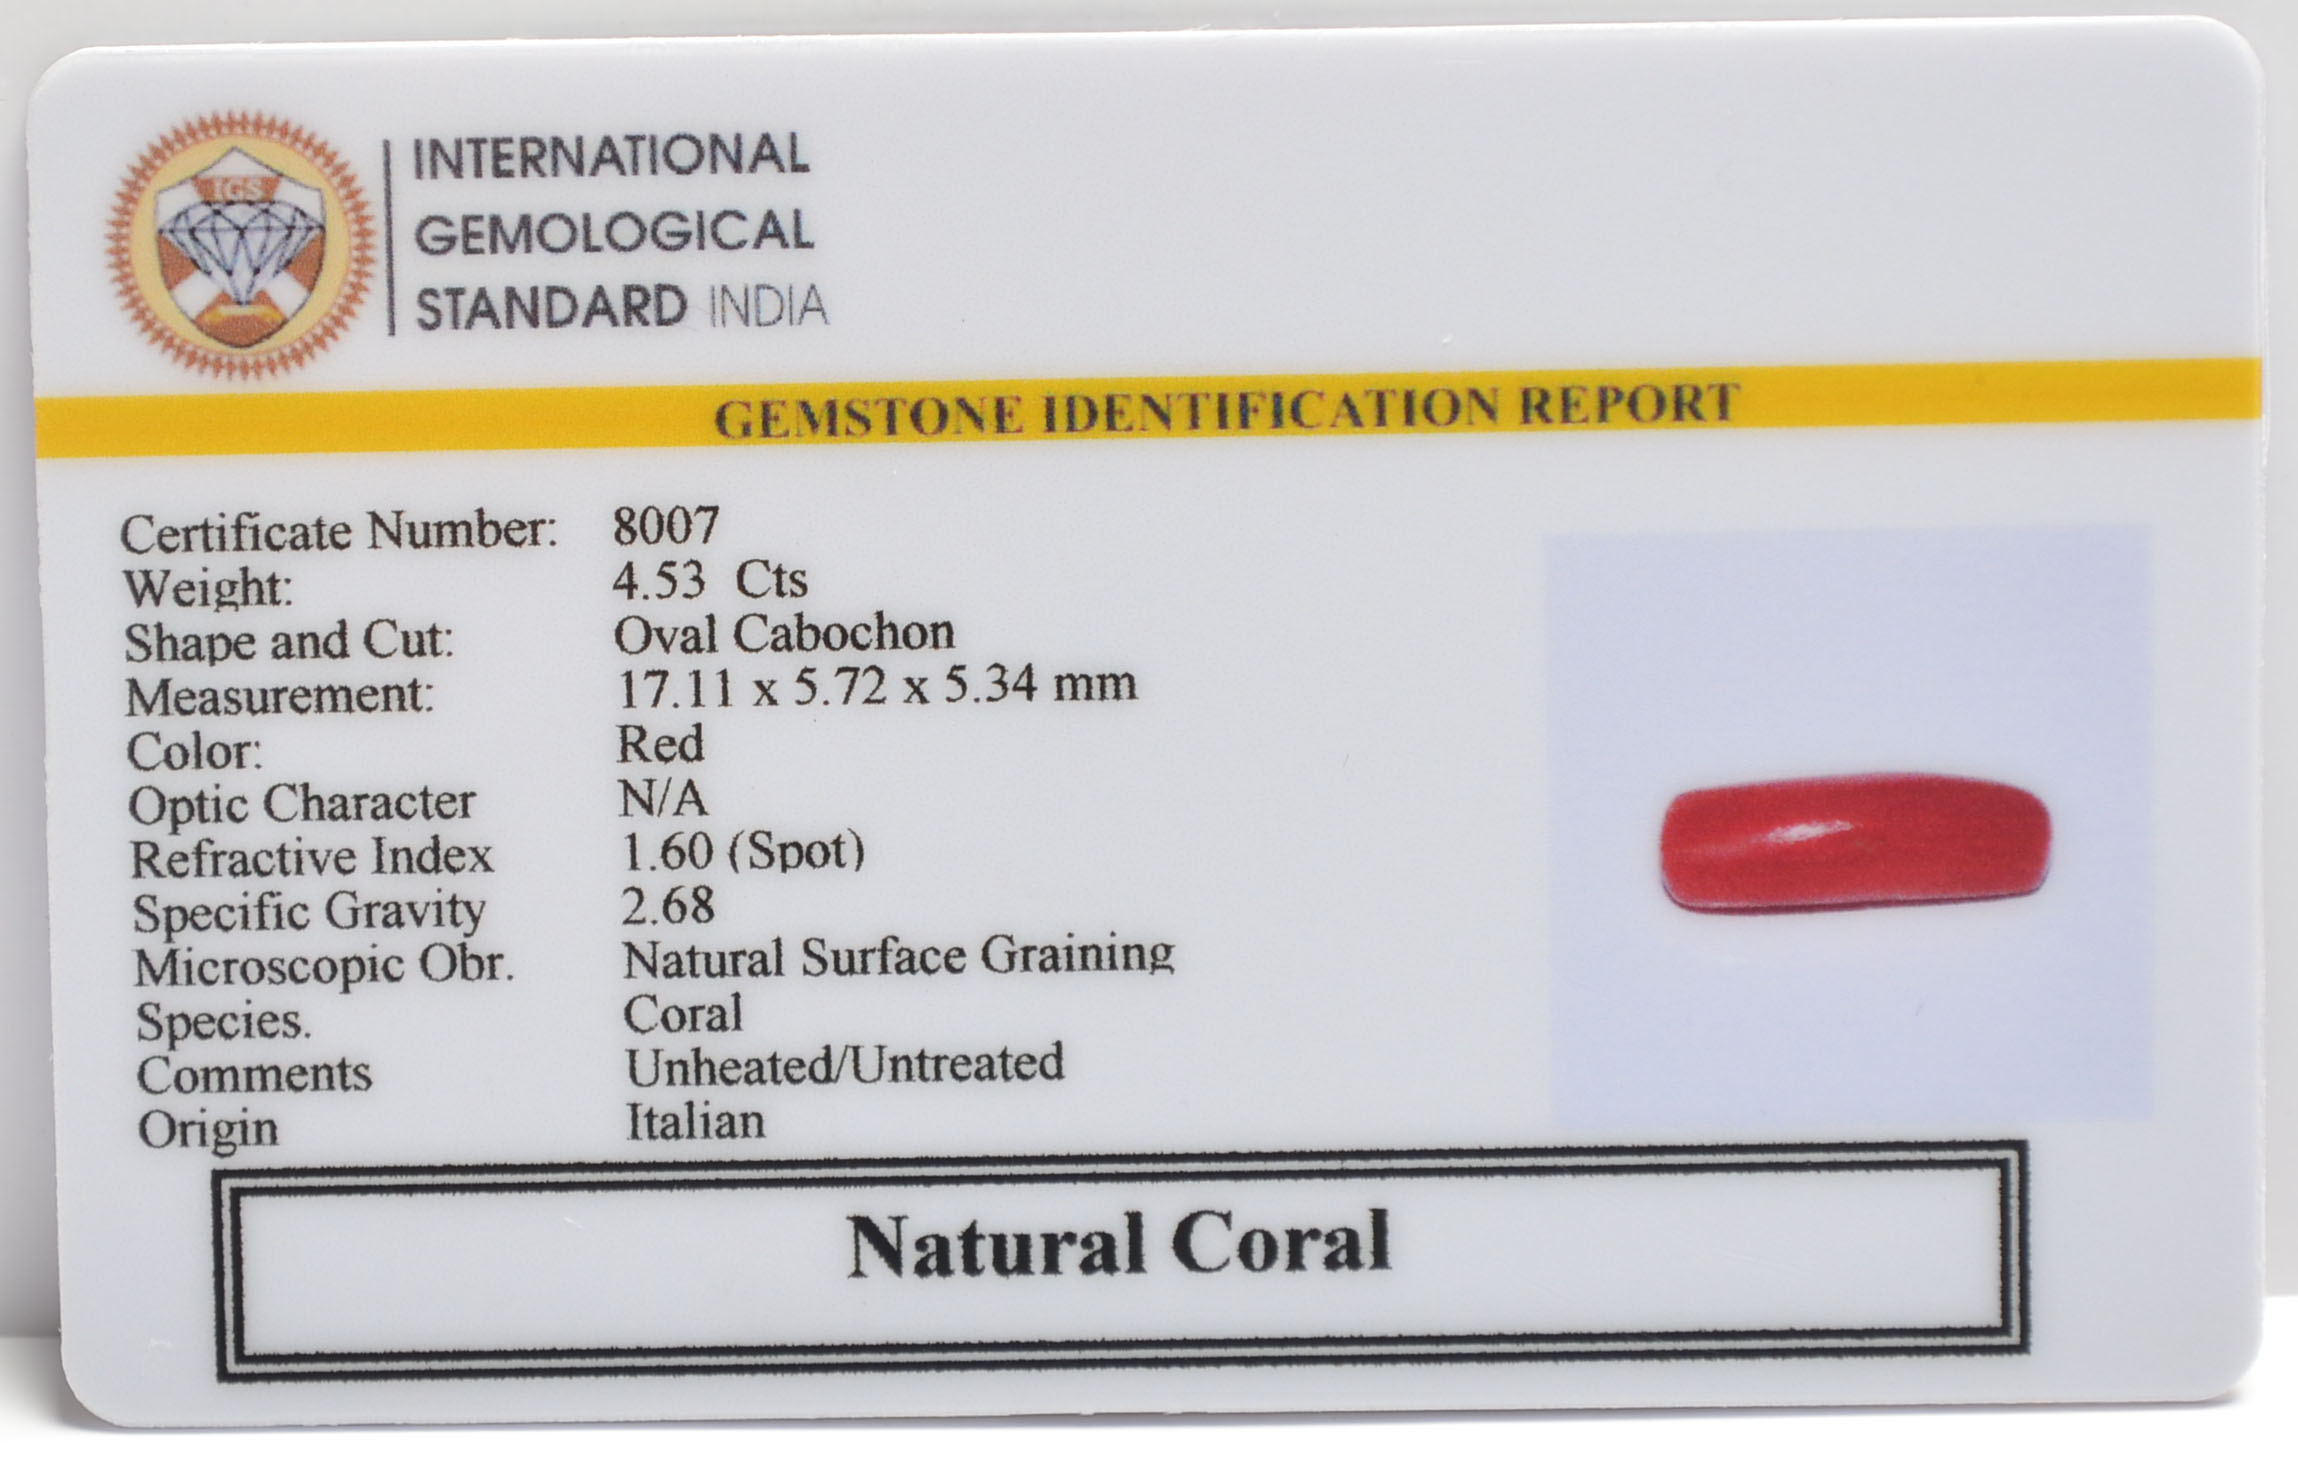 IGS
INTERNATIONAL
GEMOLOGICAL
STANDARD INDIA
GEMSTONE IDENTIFICATION REPORT
Certificate Number: 8007
Weight: 4.53 Cts
Shape and Cut: Oval Cabochon
Measurement: 17.11 x 5.72 x 5.34 mm
Color: Red
Optic Character N/A
Refractive Index 1.60 (Spot)
Specific Gravity 2.68
Microscopic Obr. Natural Surface Graining
Species. Coral
Comments Unheated/Untreated
Origin Italian
Natural Coral